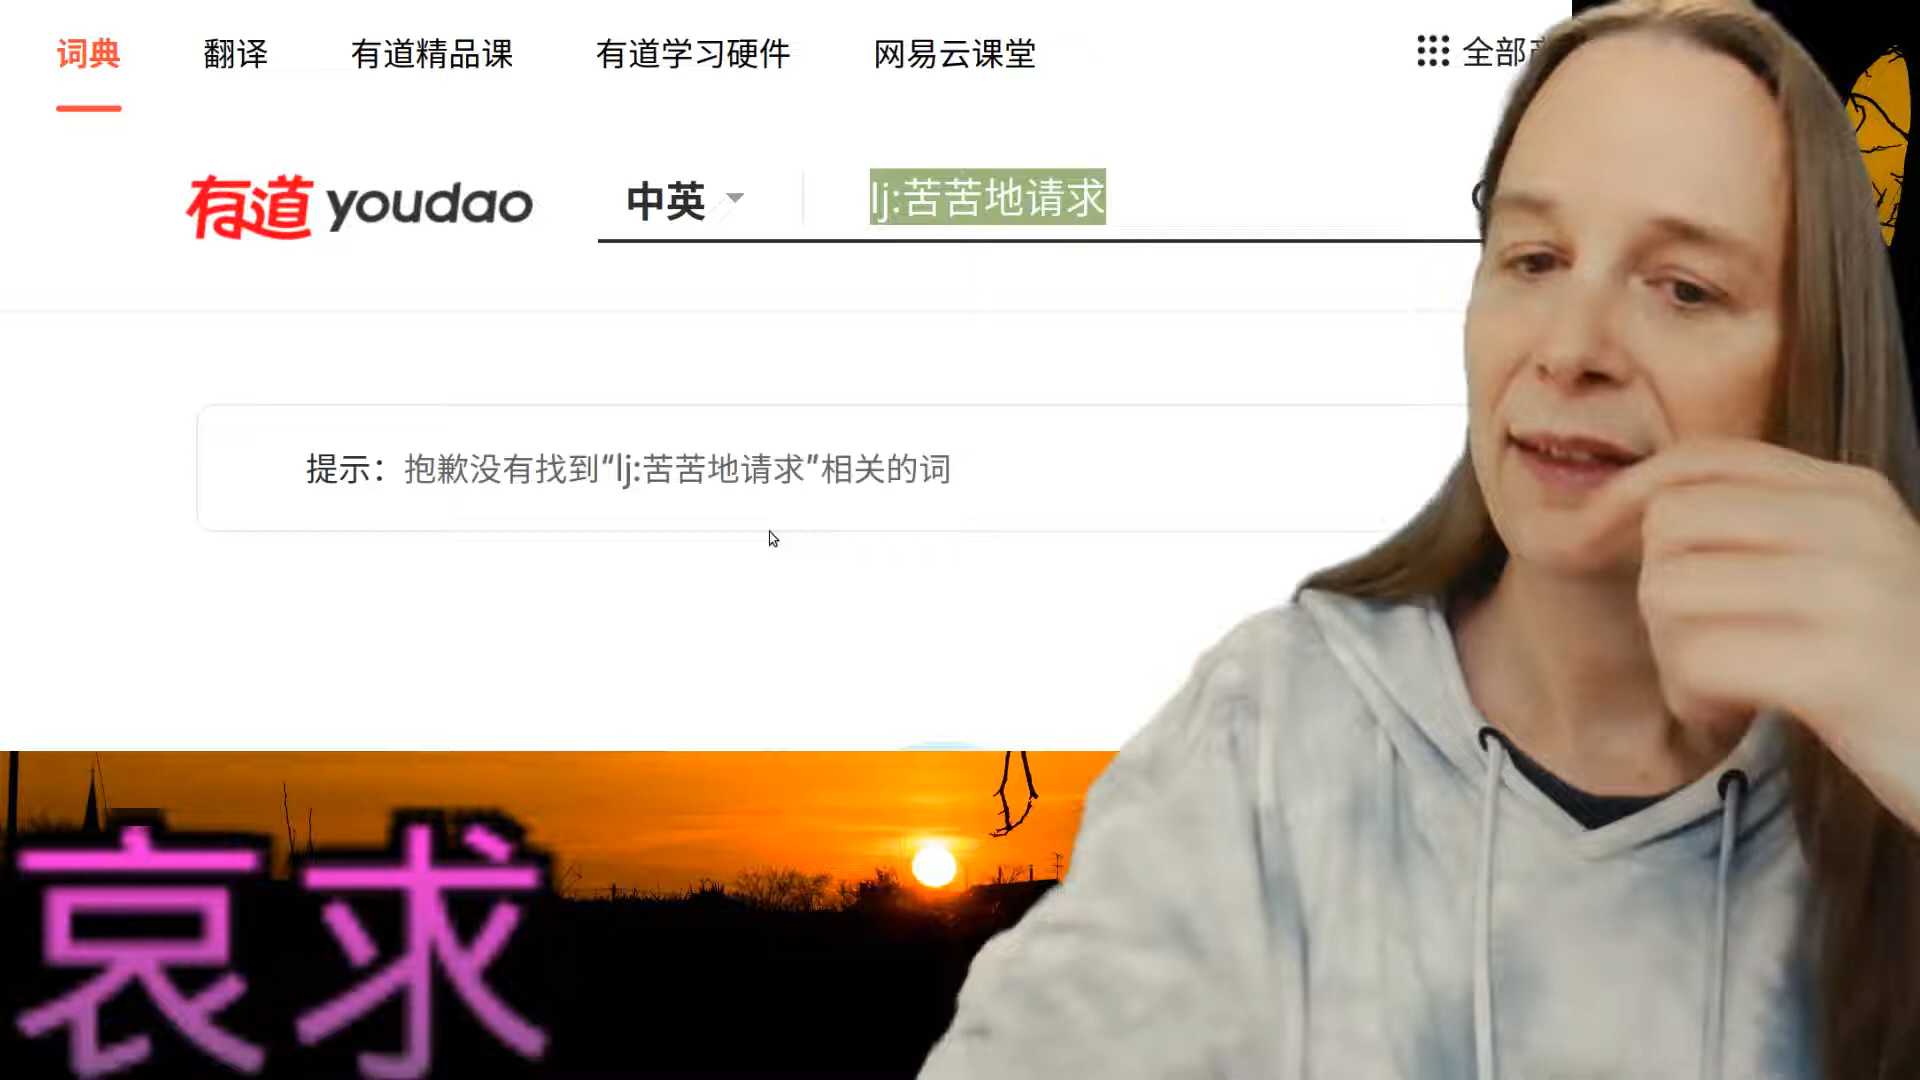 词典 翻译 有道精品课 有道学习硬件 网易云课堂 全部
有道 youdao 中英 lj:苦苦地请求
提示：抱歉没有找到“lj:苦苦地请求”相关的词
哀求